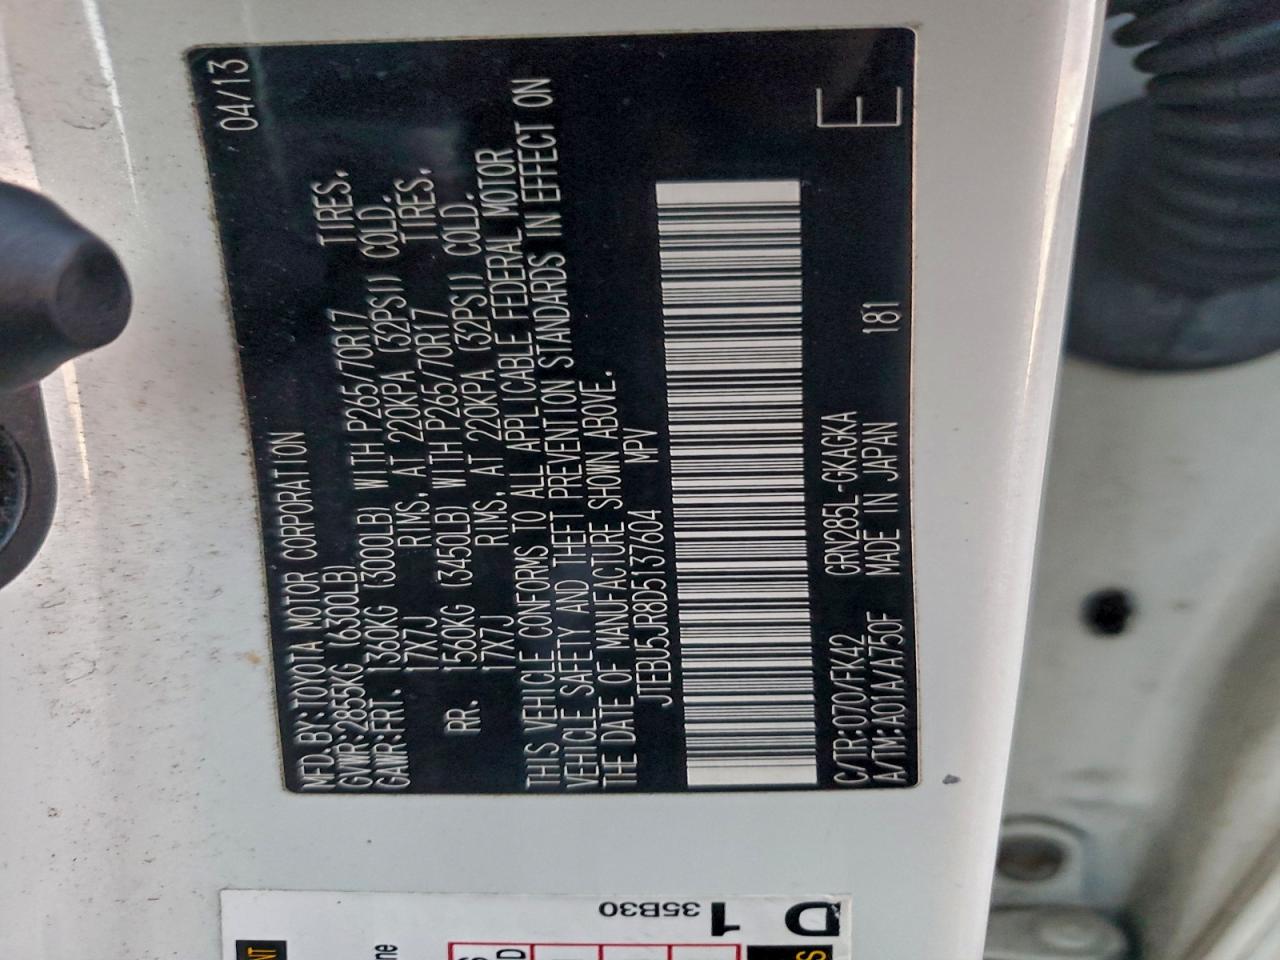 04/13
MFD. BY:TOYOTA MOTOR CORPORATION
GVWR:2855KG (6300LB)
GAWR:FRT. 1360KG (3000LB) WITH P265/70R17 TIRES,
17X7J RIMS, AT 220KPA (32PSI) COLD.
RR. 1560KG (3450LB) WITH P265/70R17 TIRES,
17X7J RIMS, AT 220KPA (32PSI) COLD.
THIS VEHICLE CONFORMS TO ALL APPLICABLE FEDERAL MOTOR
VEHICLE SAFETY AND THEFT PREVENTION STANDARDS IN EFFECT ON
THE DATE OF MANUFACTURE SHOWN ABOVE.
JTEBU5JR8D5137604 MPV
C/TR:070/FK42 GRN285L-GKAGKA
A/TM:A01A/A750F MADE IN JAPAN 181
E
D
1
35B30